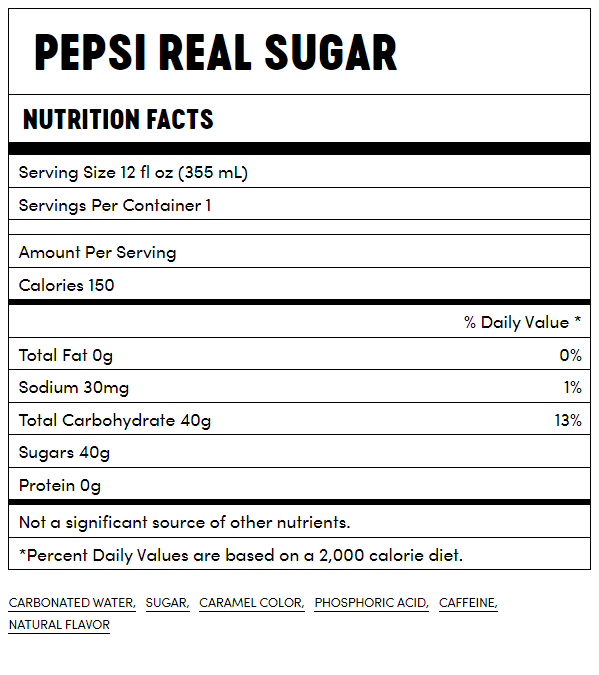 PEPSI REAL SUGAR
NUTRITION FACTS
Serving Size 12 fl oz (355 mL)
Servings Per Container 1
Amount Per Serving
Calories 150
% Daily Value *
Total Fat 0g 0%
Sodium 30mg 1%
Total Carbohydrate 40g 13%
Sugars 40g
Protein 0g
Not a significant source of other nutrients.
*Percent Daily Values are based on a 2,000 calorie diet.
CARBONATED WATER, SUGAR, CARAMEL COLOR, PHOSPHORIC ACID, CAFFEINE,
NATURAL FLAVOR